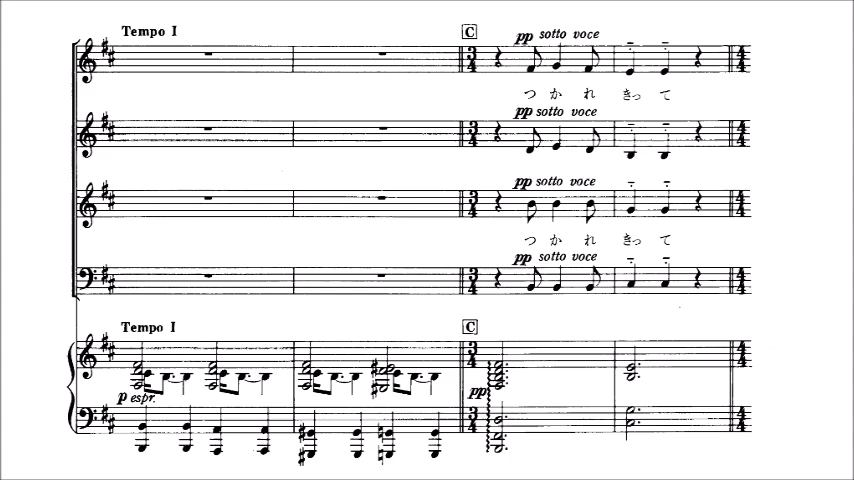 Tempo I
C
pp sotto voce
つ か れ きっ て
pp sotto voce
pp sotto voce
つ か れ きっ て
pp sotto voce
Tempo I
C
p espr.
pp